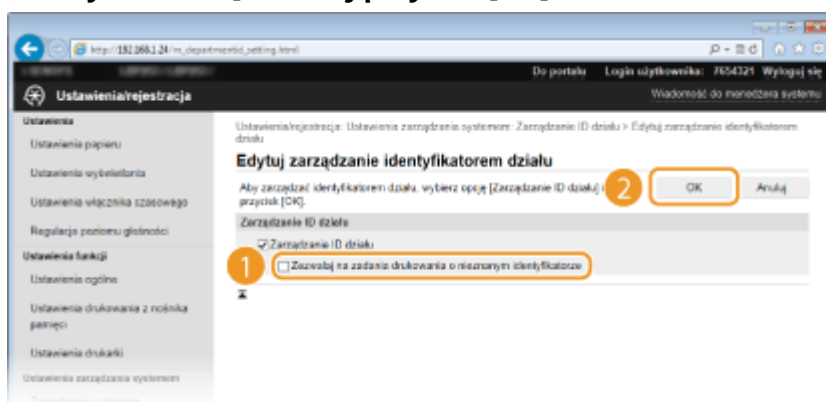 http://192.168.1.24/m_departmentid_setting.html
Do portalu Login użytkownika: 7654321 Wyloguj się
Ustawienia/rejestracja
Wiadomość do menedżera systemu
Ustawienia
Ustawienia papieru
Ustawienia wyświetlania
Ustawienia włącznika czasowego
Regulacja poziomu głośności
Ustawienia funkcji
Ustawienia ogólne
Ustawienia drukowania z nośnika
pamięci
Ustawienia drukarki
Ustawienia zarządzania systemem
Ustawienia/rejestracja: Ustawienia zarządzania systemem: Zarządzanie ID działu > Edytuj zarządzanie identyfikatorem
działu
Edytuj zarządzanie identyfikatorem działu
Aby zarządzać identyfikatorem działu, wybierz opcję [Zarządzanie ID działu]
przycisk [OK].
2
OK
Anuluj
Zarządzanie ID działu
Zarządzanie ID działu
1
Zezwalaj na zadania drukowania o nieznanym identyfikatorze